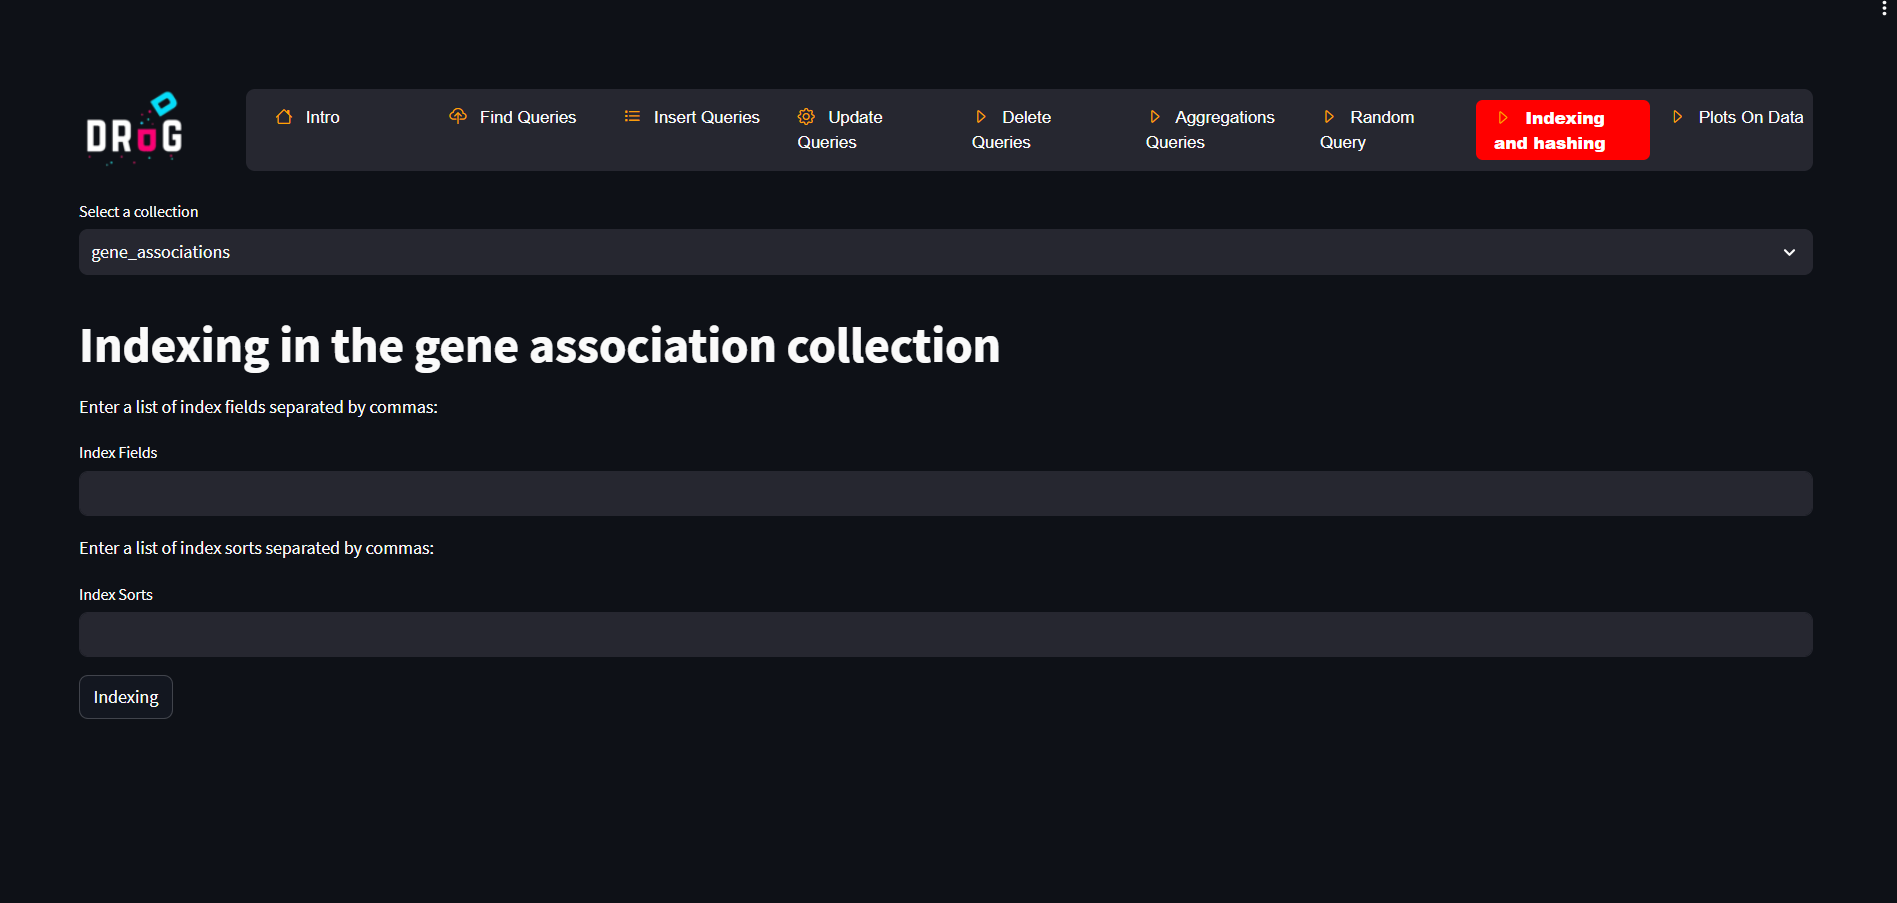 DRUG
Intro
Find Queries
Insert Queries
Update
Queries
Delete
Queries
Aggregations
Queries
Random
Query
Indexing
and hashing
Plots On Data
Select a collection
gene_associations
Indexing in the gene association collection
Enter a list of index fields separated by commas:
Index Fields
Enter a list of index sorts separated by commas:
Index Sorts
Indexing